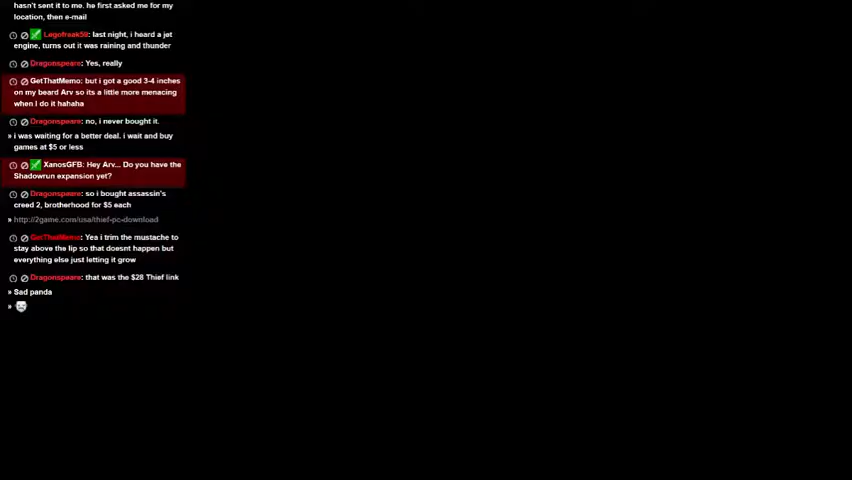 hasn't sent it to me. he first asked me for my
location, then e-mail
Legofreak59: last night, i heard a jet
engine, turns out it was raining and thunder
Dragonspeare: Yes, really
GetThatMemo: but i got a good 3-4 inches
on my beard Arv so its a little more menacing
when I do it hahaha
Dragonspeare: no, i never bought it.
» i was waiting for a better deal. i wait and buy
games at $5 or less
XanosGFB: Hey Arv... Do you have the
Shadowrun expansion yet?
Dragonspeare: so i bought assassin's
creed 2, brotherhood for $5 each
» http://2game.com/usa/thief-pc-download
GetThatMemo: Yea i trim the mustache to
stay above the lip so that doesnt happen but
everything else just letting it grow
Dragonspeare: that was the $28 Thief link
» Sad panda
»